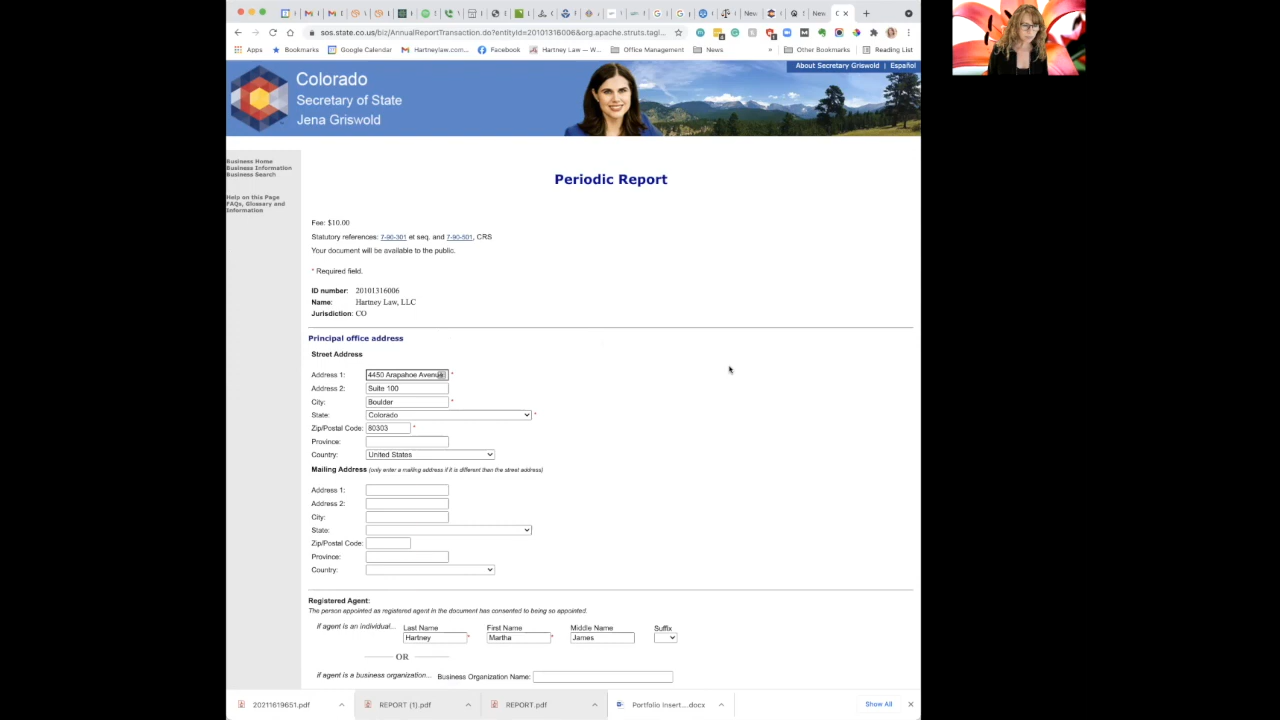 New
New
C
sos.state.co.us/biz/AnnualReportTransaction.do?entityId=20101316006&org.apache.struts.tagl...
Apps
Bookmarks
Google Calendar
Hartneylaw.com...
Facebook
Hartney Law — W...
Office Management
News
»
Other Bookmarks
Reading List
About Secretary Griswold | Español
Colorado
Secretary of State
Jena Griswold
Business Home
Business Information
Business Search
Help on this Page
FAQs, Glossary and
Information
Periodic Report
Fee: $10.00
Statutory references: 7-90-301 et seq. and 7-90-501, CRS
Your document will be available to the public.
* Required field.
ID number: 20101316006
Name: Hartney Law, LLC
Jurisdiction: CO
Principal office address
Street Address
Address 1: 4450 Arapahoe Avenue *
Address 2: Suite 100
City: Boulder *
State: Colorado *
Zip/Postal Code: 80303 *
Province:
Country: United States
Mailing Address (only enter a mailing address if it is different than the street address)
Address 1:
Address 2:
City:
State:
Zip/Postal Code:
Province:
Country:
Registered Agent:
The person appointed as registered agent in the document has consented to being so appointed.
if agent is an individual... Last Name First Name Middle Name Suffix
Hartney * Martha * James
OR
if agent is a business organization... Business Organization Name:
20211619651.pdf
REPORT (1).pdf
REPORT.pdf
Portfolio Insert....docx
Show All